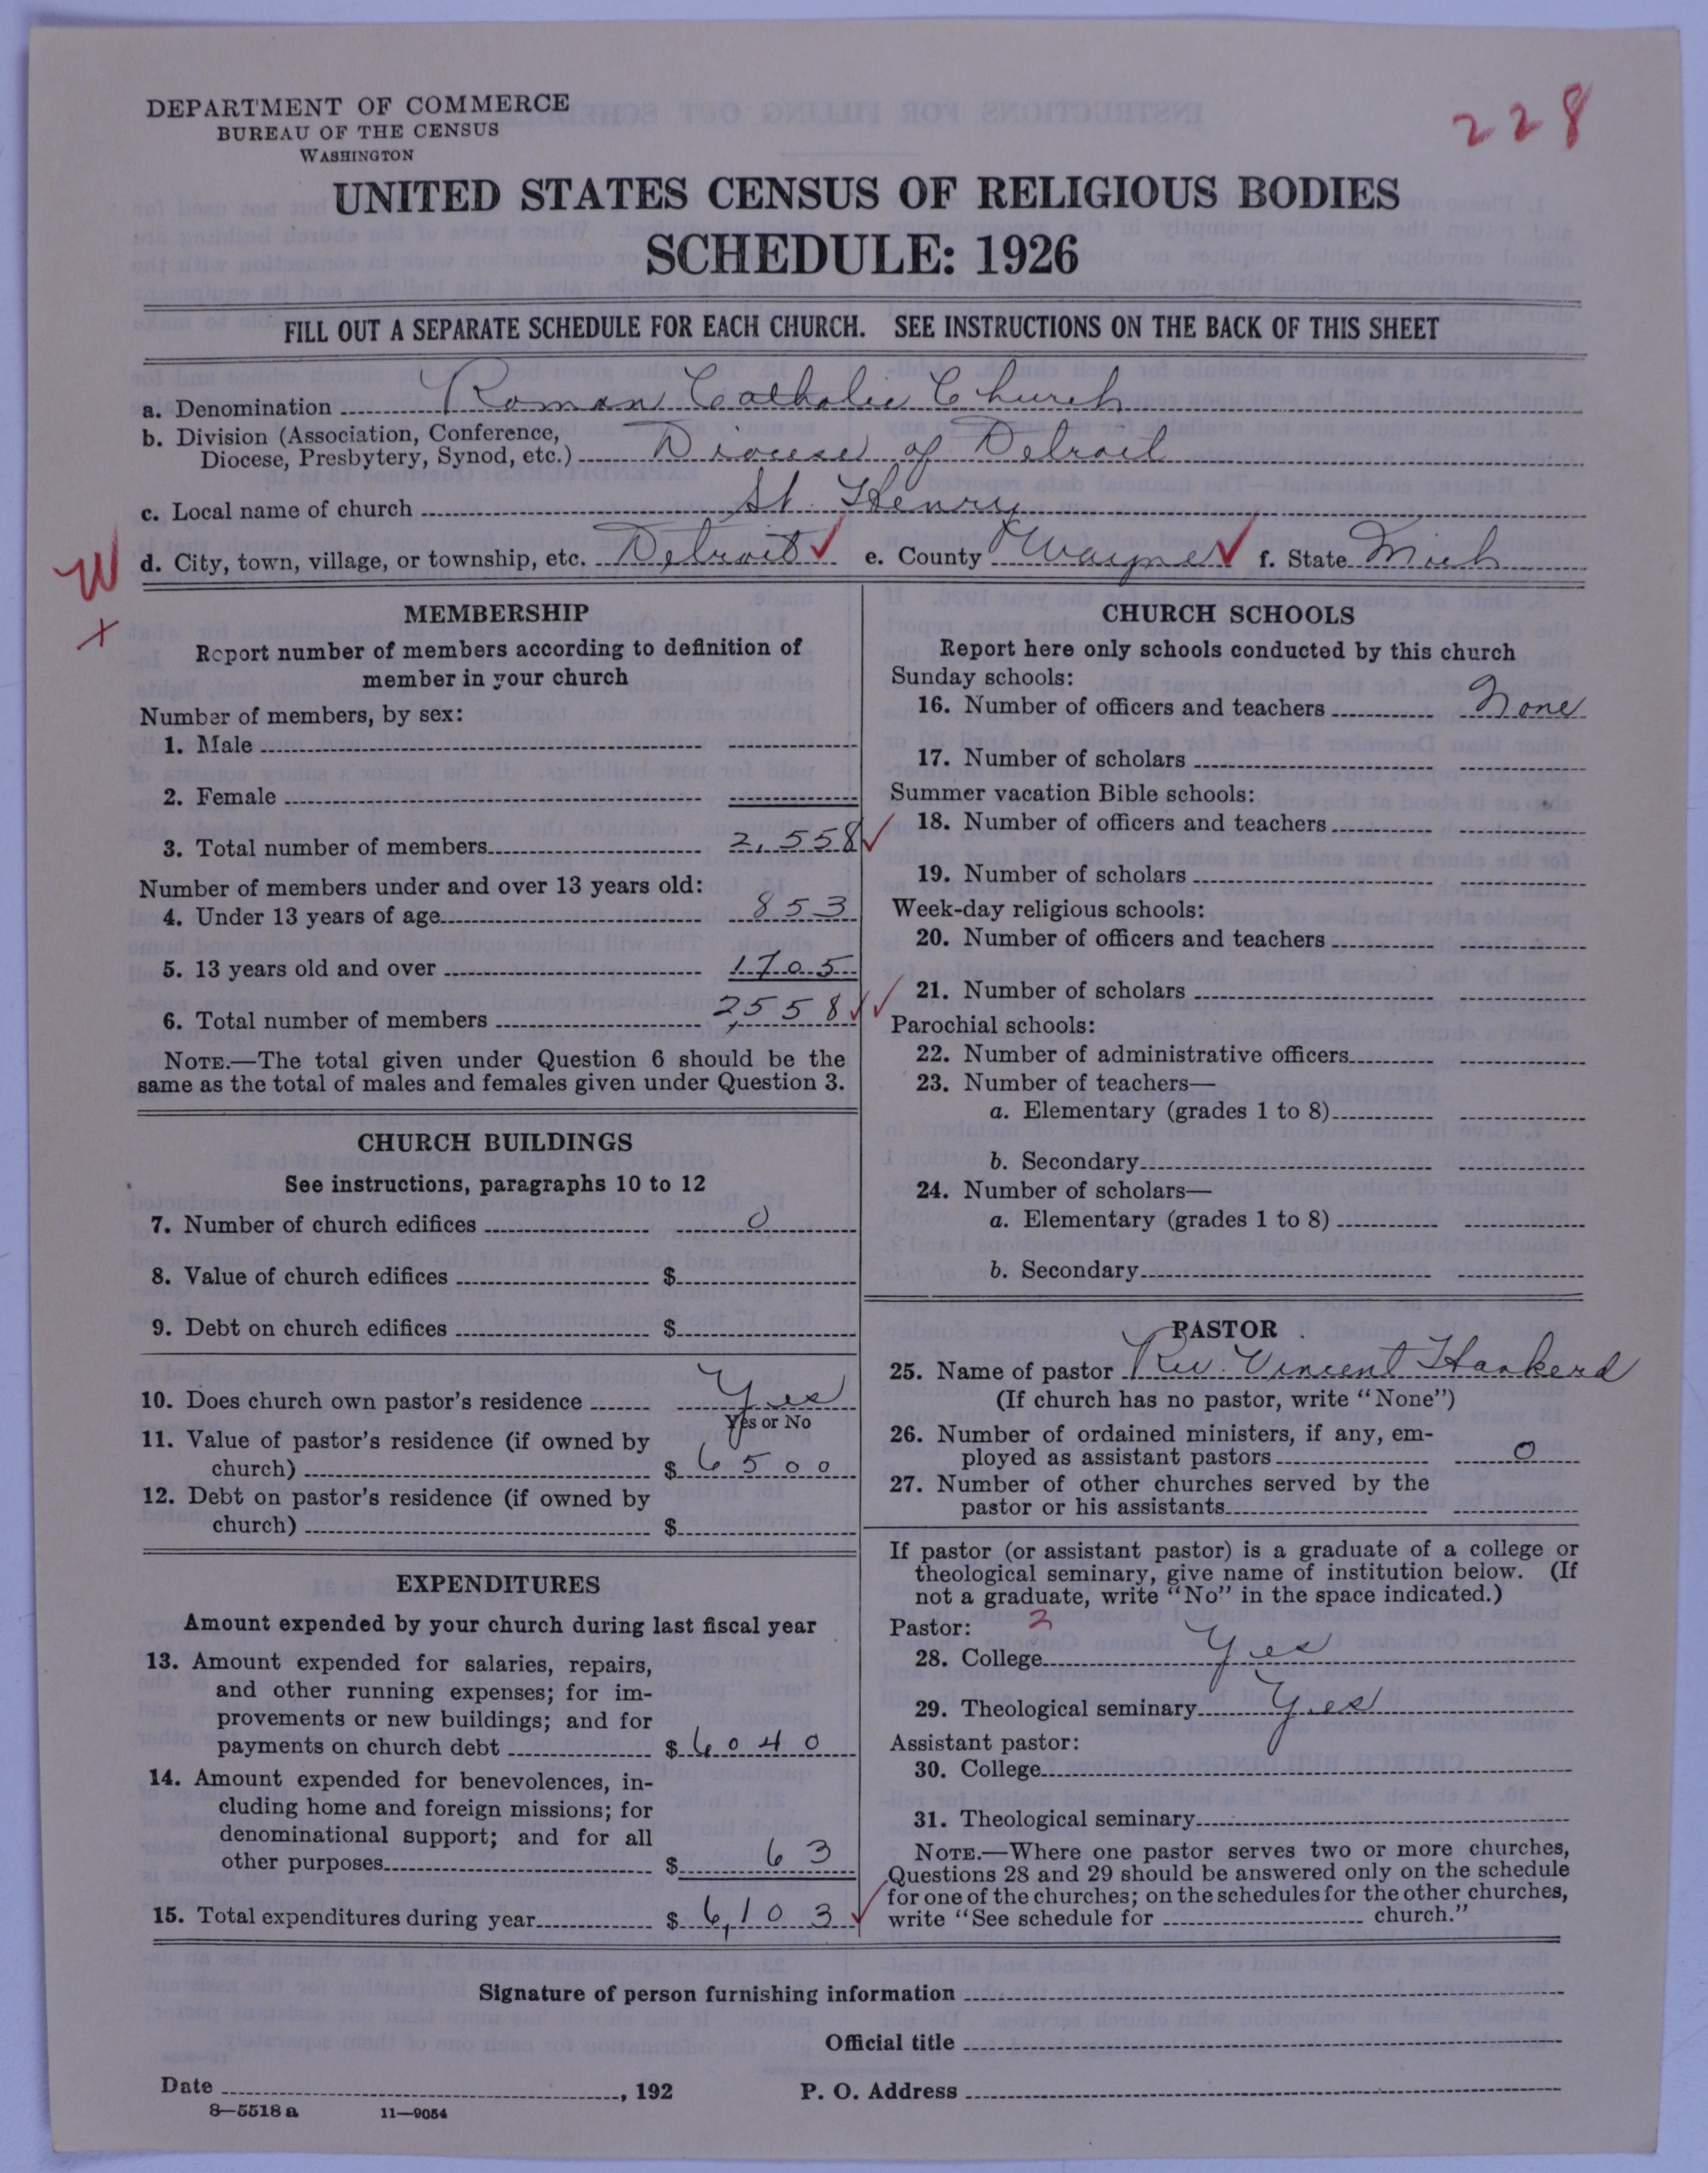 DEPARTMENT OF COMMERCE
BUREAU OF THE CENSUS
WASHINGTON
228
UNITED STATES CENSUS OF RELIGIOUS BODIES
SCHEDULE: 1926
FILL OUT A SEPARATE SCHEDULE FOR EACH CHURCH. SEE INSTRUCTIONS ON THE BACK OF THIS SHEET
a. Denomination Roman Catholic Church
b. Division (Association, Conference,
Diocese, Presbytery, Synod, etc.) Diocese of Detroit
c. Local name of church St. Henry
W d. City, town, village, or township, etc. Detroit ✓ e. County Wayne ✓ f. State Mich
x
MEMBERSHIP
Report number of members according to definition of
member in your church
Number of members, by sex:
1. Male
2. Female
3. Total number of members 2,558 ✓
Number of members under and over 13 years old:
4. Under 13 years of age 853
5. 13 years old and over 1705
6. Total number of members 2,558 ✓✓
NOTE.—The total given under Question 6 should be the
same as the total of males and females given under Question 3.
CHURCH BUILDINGS
See instructions, paragraphs 10 to 12
7. Number of church edifices 0
8. Value of church edifices $
9. Debt on church edifices $
10. Does church own pastor's residence Yes
Yes or No
11. Value of pastor's residence (if owned by
church) $ 6500
12. Debt on pastor's residence (if owned by
church) $
EXPENDITURES
Amount expended by your church during last fiscal year
13. Amount expended for salaries, repairs,
and other running expenses; for im-
provements or new buildings; and for
payments on church debt $ 6040
14. Amount expended for benevolences, in-
cluding home and foreign missions; for
denominational support; and for all
other purposes $ 63
15. Total expenditures during year $ 6,103 ✓
CHURCH SCHOOLS
Report here only schools conducted by this church
Sunday schools:
16. Number of officers and teachers None
17. Number of scholars
Summer vacation Bible schools:
18. Number of officers and teachers
19. Number of scholars
Week-day religious schools:
20. Number of officers and teachers
21. Number of scholars
Parochial schools:
22. Number of administrative officers
23. Number of teachers—
a. Elementary (grades 1 to 8)
b. Secondary
24. Number of scholars—
a. Elementary (grades 1 to 8)
b. Secondary
PASTOR
25. Name of pastor Rev. Vincent Hankerd
(If church has no pastor, write "None")
26. Number of ordained ministers, if any, em-
ployed as assistant pastors 0
27. Number of other churches served by the
pastor or his assistants
If pastor (or assistant pastor) is a graduate of a college or
theological seminary, give name of institution below. (If
not a graduate, write "No" in the space indicated.)
Pastor: 2
28. College Yes
29. Theological seminary Yes
Assistant pastor:
30. College
31. Theological seminary
NOTE.—Where one pastor serves two or more churches,
Questions 28 and 29 should be answered only on the schedule
for one of the churches; on the schedules for the other churches,
write "See schedule for church."
Signature of person furnishing information
Official title
Date , 192 P. O. Address
8—5518 a 11—9054